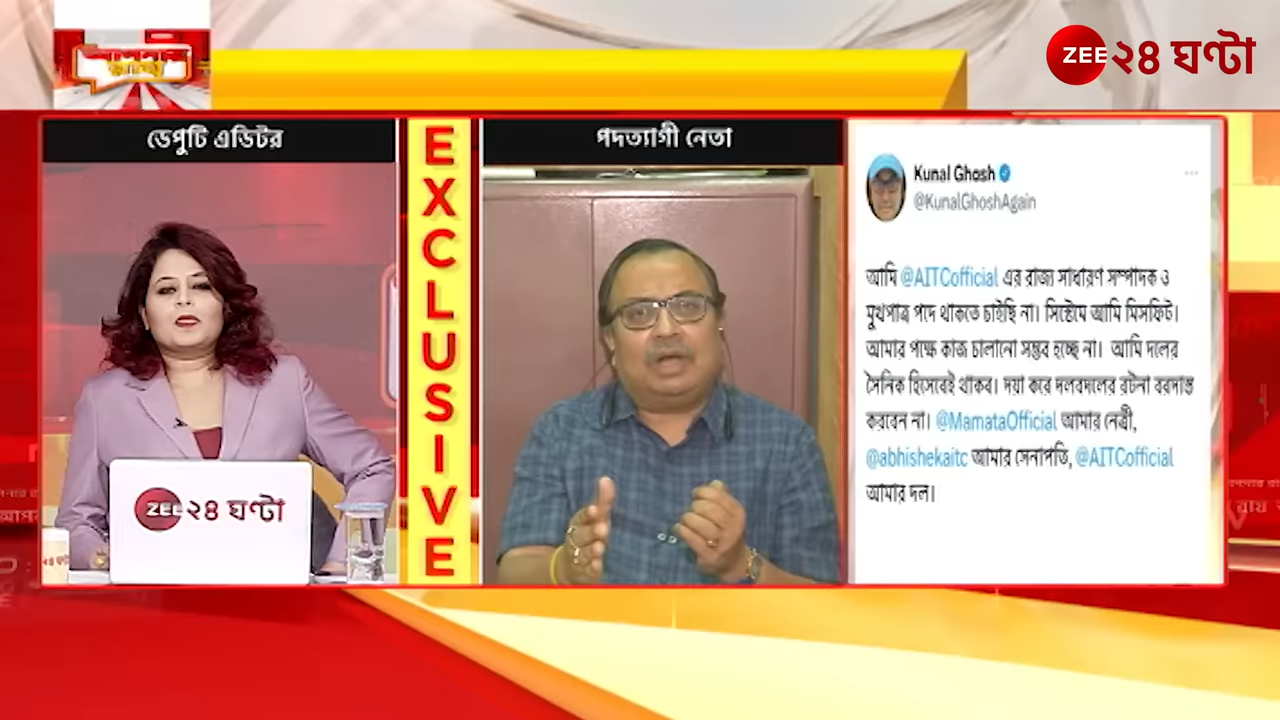 ZEE ২৪ ঘণ্টা
ডেপুটি এডিটর
EXCLUSIVE
পদত্যাগী নেতা
Kunal Ghosh
@KunalGhoshAgain
আমি @AITCofficial এর রাজ্য সাধারণ সম্পাদক ও
মুখপাত্র পদে থাকতে চাইছি না। সিস্টেমে আমি মিসফিট।
আমার পক্ষে কাজ চালানো সম্ভব হচ্ছে না। আমি দলের
সৈনিক হিসেবেই থাকব। দয়া করে দলবদলের রটনা বরদাস্ত
করবেন না। @MamataOfficial আমার নেত্রী,
@abhishekaitc আমার সেনাপতি, @AITCofficial
আমার দল।
ZEE ২৪ ঘণ্টা